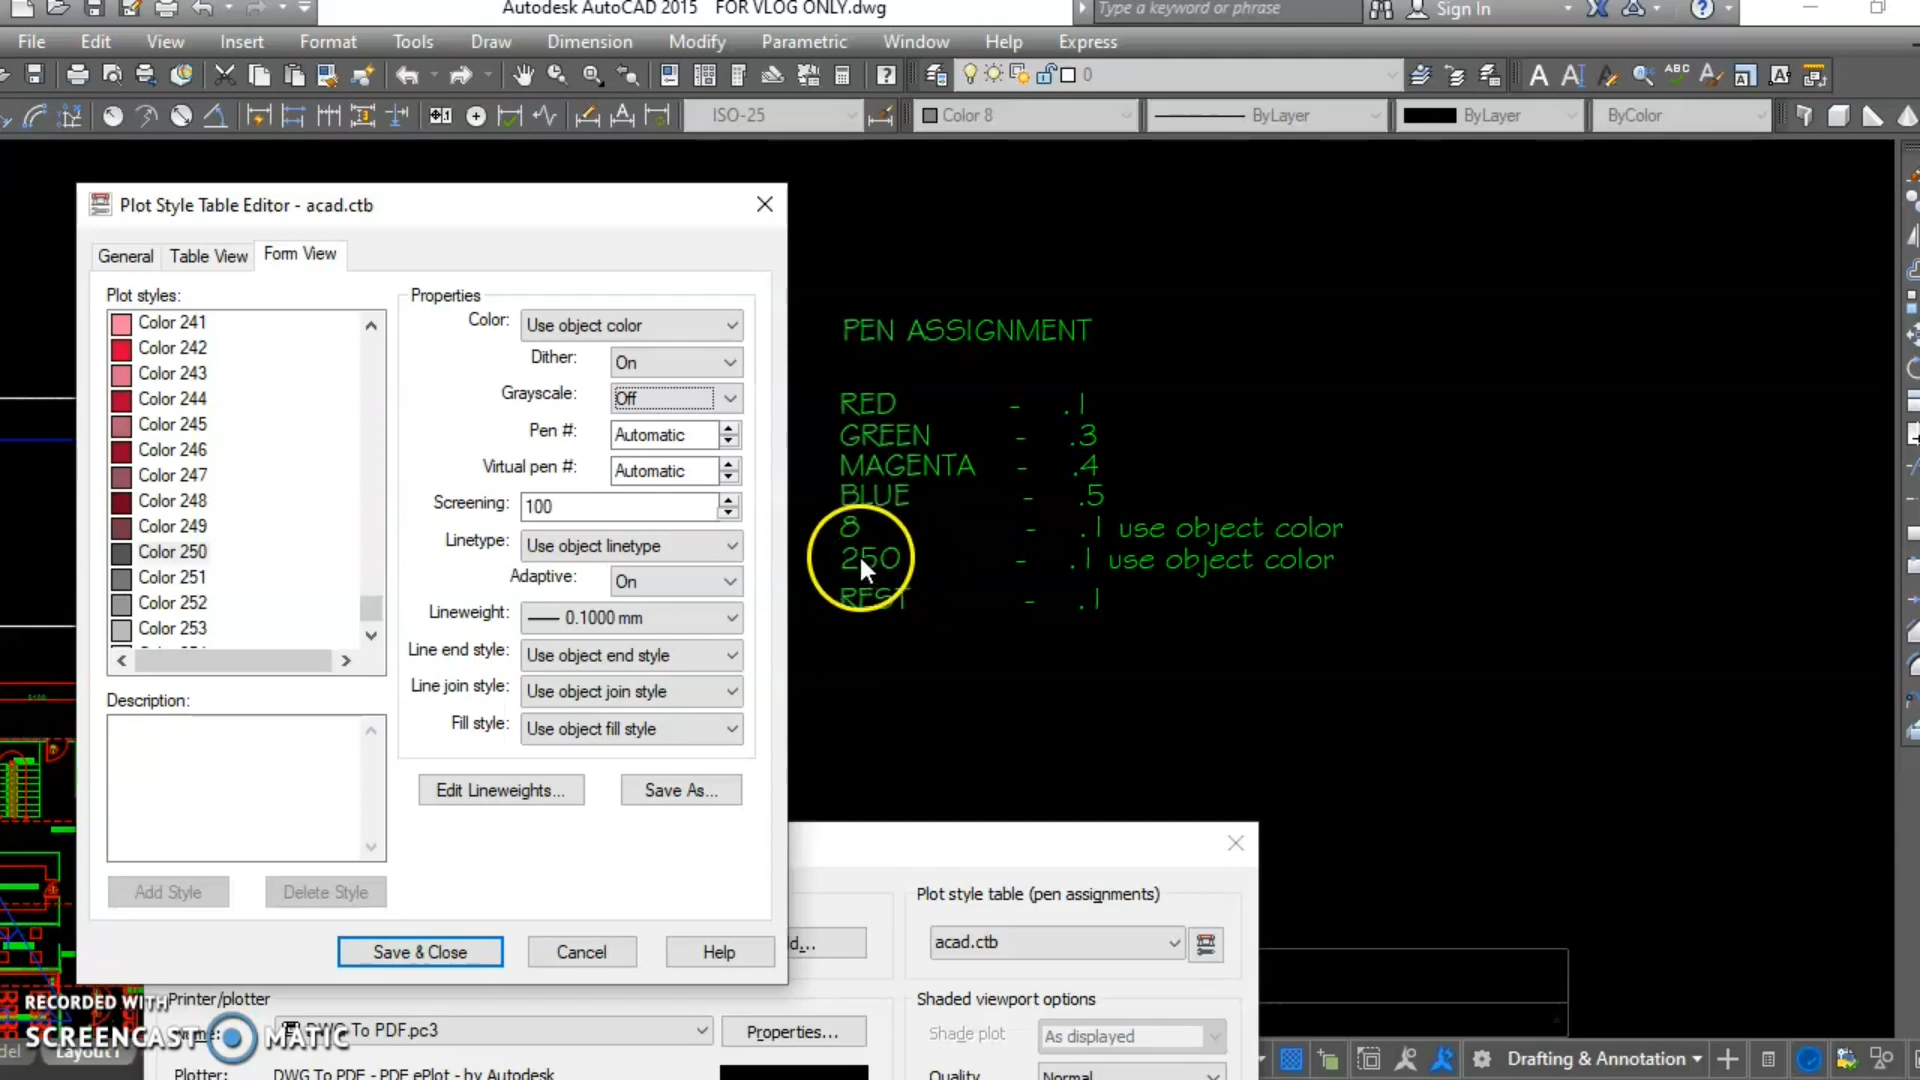 Autodesk AutoCAD 2015 FOR VLOG ONLY.dwg
Type a keyword or phrase
Sign In
File Edit View Insert Format Tools Draw Dimension Modify Parametric Window Help Express
0
ISO-25
Color 8
ByLayer
ByLayer
ByColor
Plot Style Table Editor - acad.ctb
General
Table View
Form View
Plot styles:
Color 241
Color 242
Color 243
Color 244
Color 245
Color 246
Color 247
Color 248
Color 249
Color 250
Color 251
Color 252
Color 253
Description:
Add Style
Delete Style
Properties
Color: Use object color
Dither: On
Grayscale: Off
Pen #: Automatic
Virtual pen #: Automatic
Screening: 100
Linetype: Use object linetype
Adaptive: On
Lineweight: 0.1000 mm
Line end style: Use object end style
Line join style: Use object join style
Fill style: Use object fill style
Edit Lineweights...
Save As...
Save & Close
Cancel
Help
PEN ASSIGNMENT
RED - .1
GREEN - .3
MAGENTA - .4
BLUE - .5
8 - .1 use object color
250 - .1 use object color
REST - .1
Plot style table (pen assignments)
acad.ctb
Shaded viewport options
Shade plot As displayed
Quality Normal
Printer/plotter
DWG To PDF.pc3
Properties...
Plotter: DWG To PDF - PDF ePlot - by Autodesk
RECORDED WITH
SCREENCAST MATIC
Layout1
Drafting & Annotation